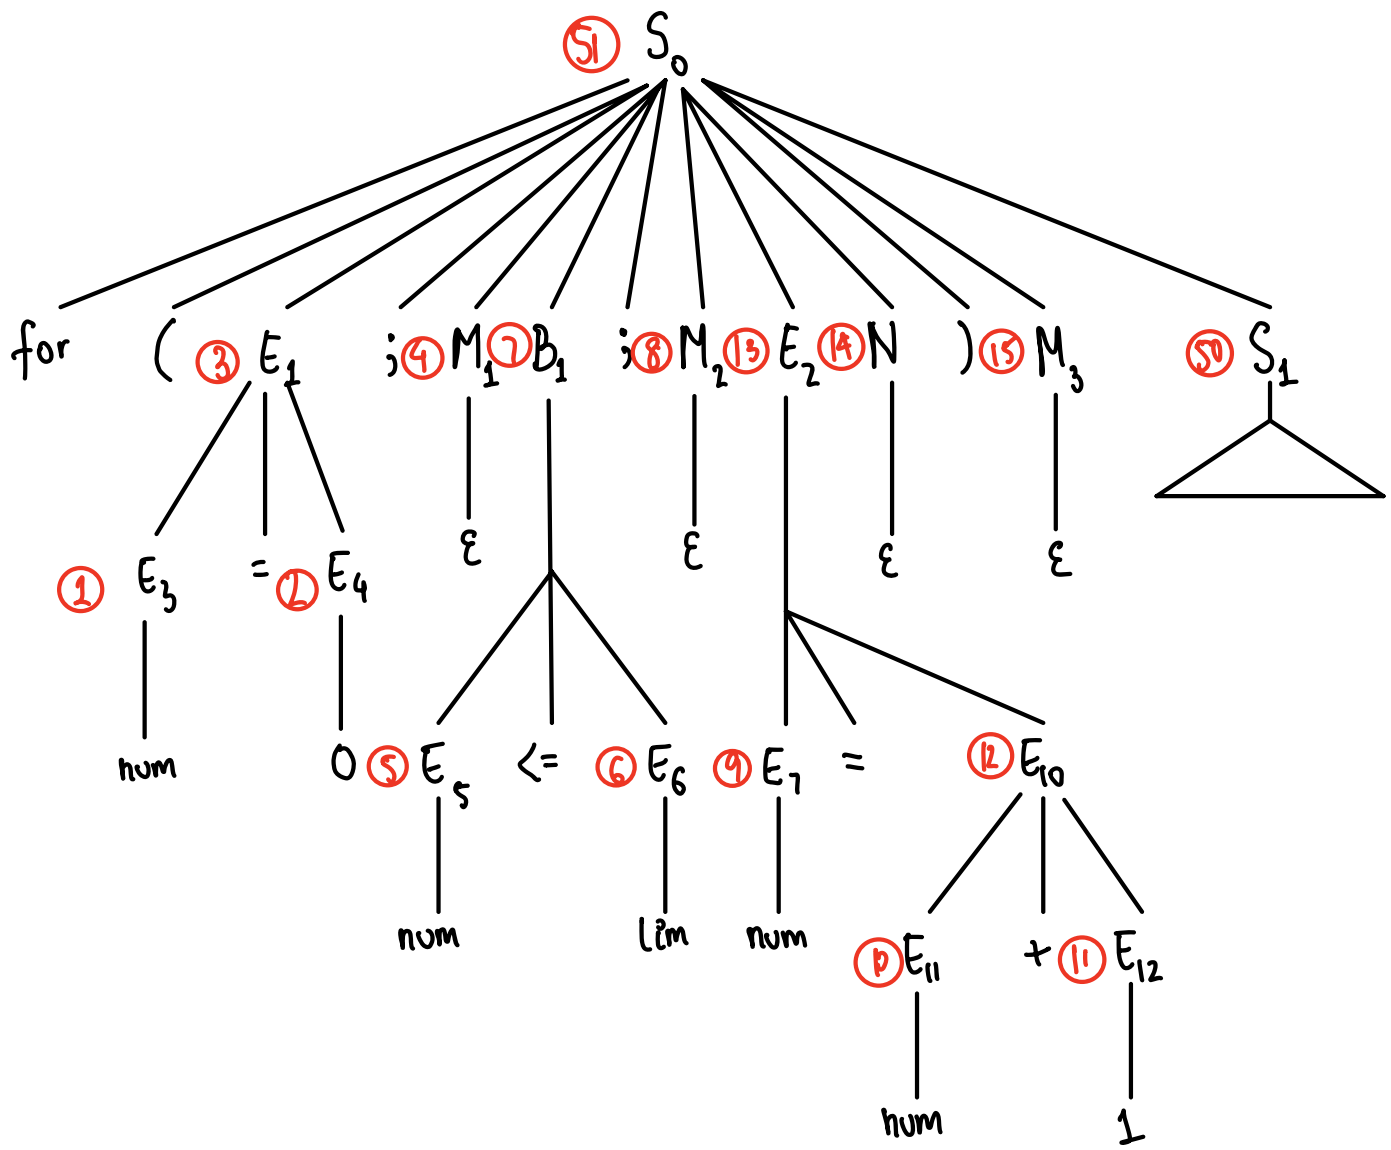 51 S0
for ( 3 E1 ; 4 M1 7 B1 ; 8 M2 13 E2 14 N ) 15 M3 50 S1
ε ε ε ε
1 E3 = 2 E4
num 0 5 E5 <= 6 E6 9 E7 = 12 E10
num lim num 10 E11 + 11 E12
num 1